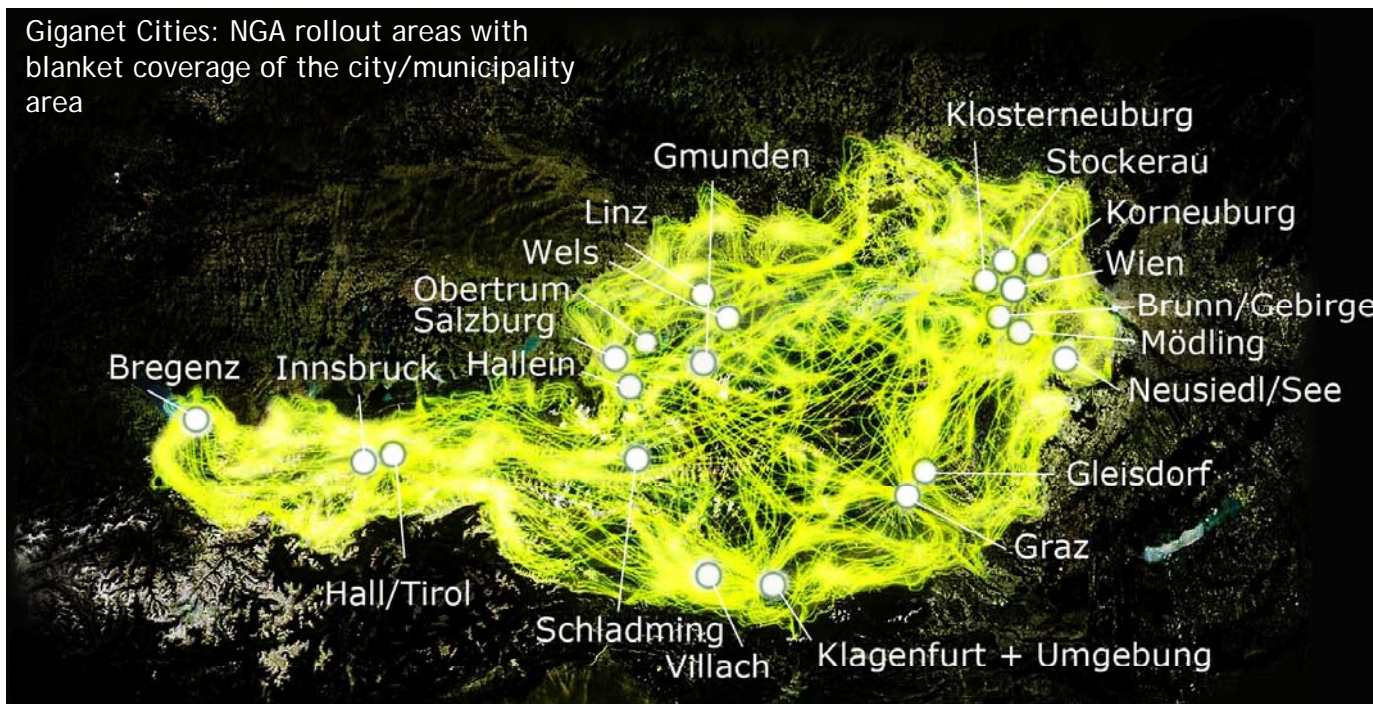 Giganet Cities: NGA rollout areas with
blanket coverage of the city/municipality
area
Klosterneuburg
Gmunden
Stockerau
Linz
Korneuburg
Wels
Wien
Obertrum
Brunn/Gebirge
Salzburg
Mödling
Bregenz
Innsbruck
Hallein
Neusiedl/See
Gleisdorf
Graz
Hall/Tirol
Schladming
Villach
Klagenfurt + Umgebung